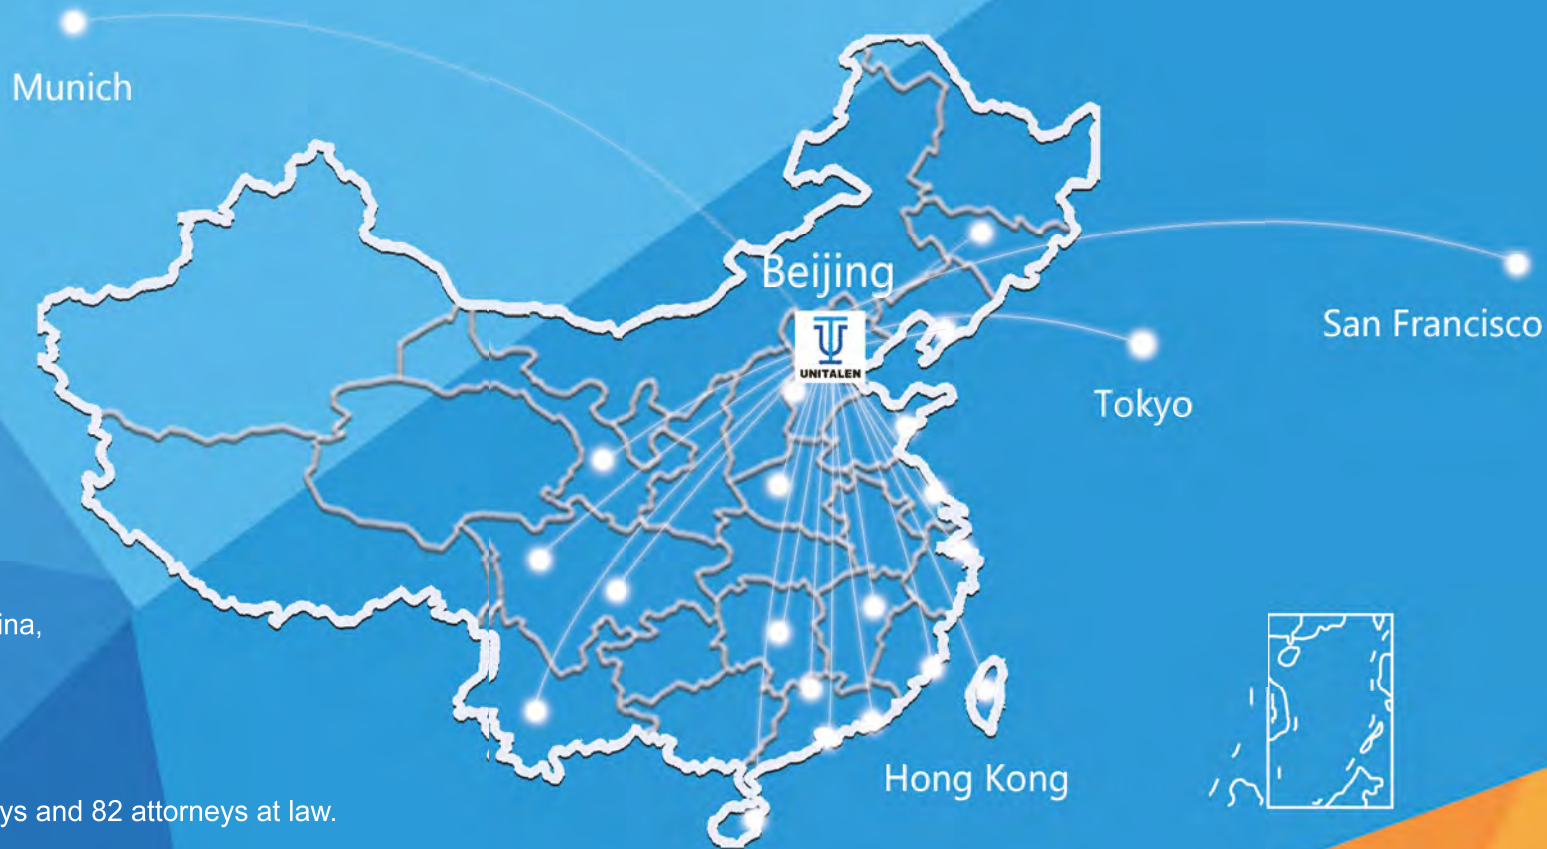 Munich
Beijing
UNITALEN
San Francisco
Tokyo
ina,
Hong Kong
ys and 82 attorneys at law.